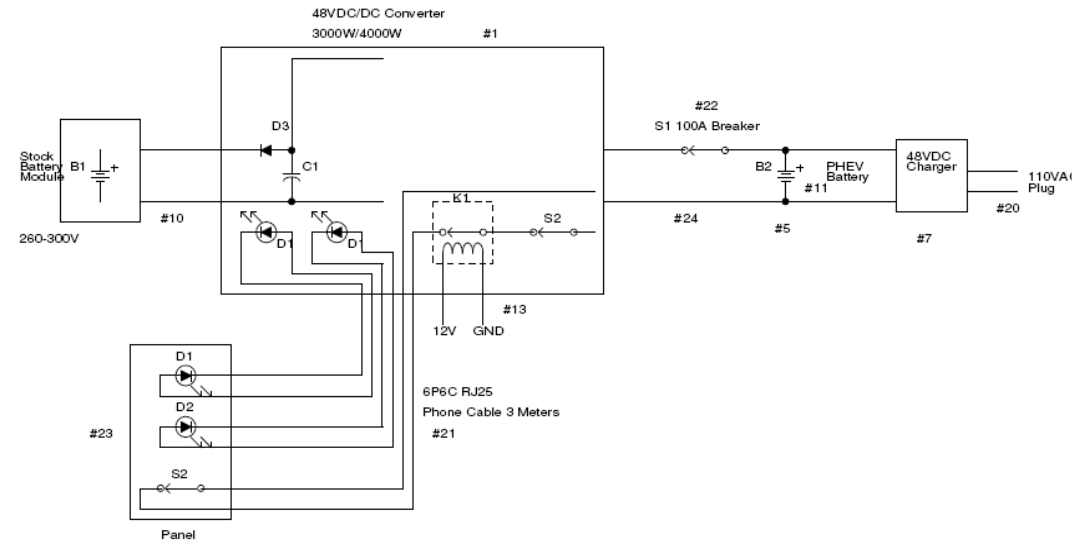 48VDC/DC Converter
3000W/4000W
#1
#22
S1 100A Breaker
D3
Stock
Battery
Module
B1
+
C1
B2
+
PHEV
Battery
#11
48VDC
Charger
110VAC
Plug
#20
K1
S2
#10
#24
#5
#7
260-300V
D1
D1
#13
12V
GND
D1
6P6C RJ25
Phone Cable 3 Meters
#21
D2
#23
S2
Panel